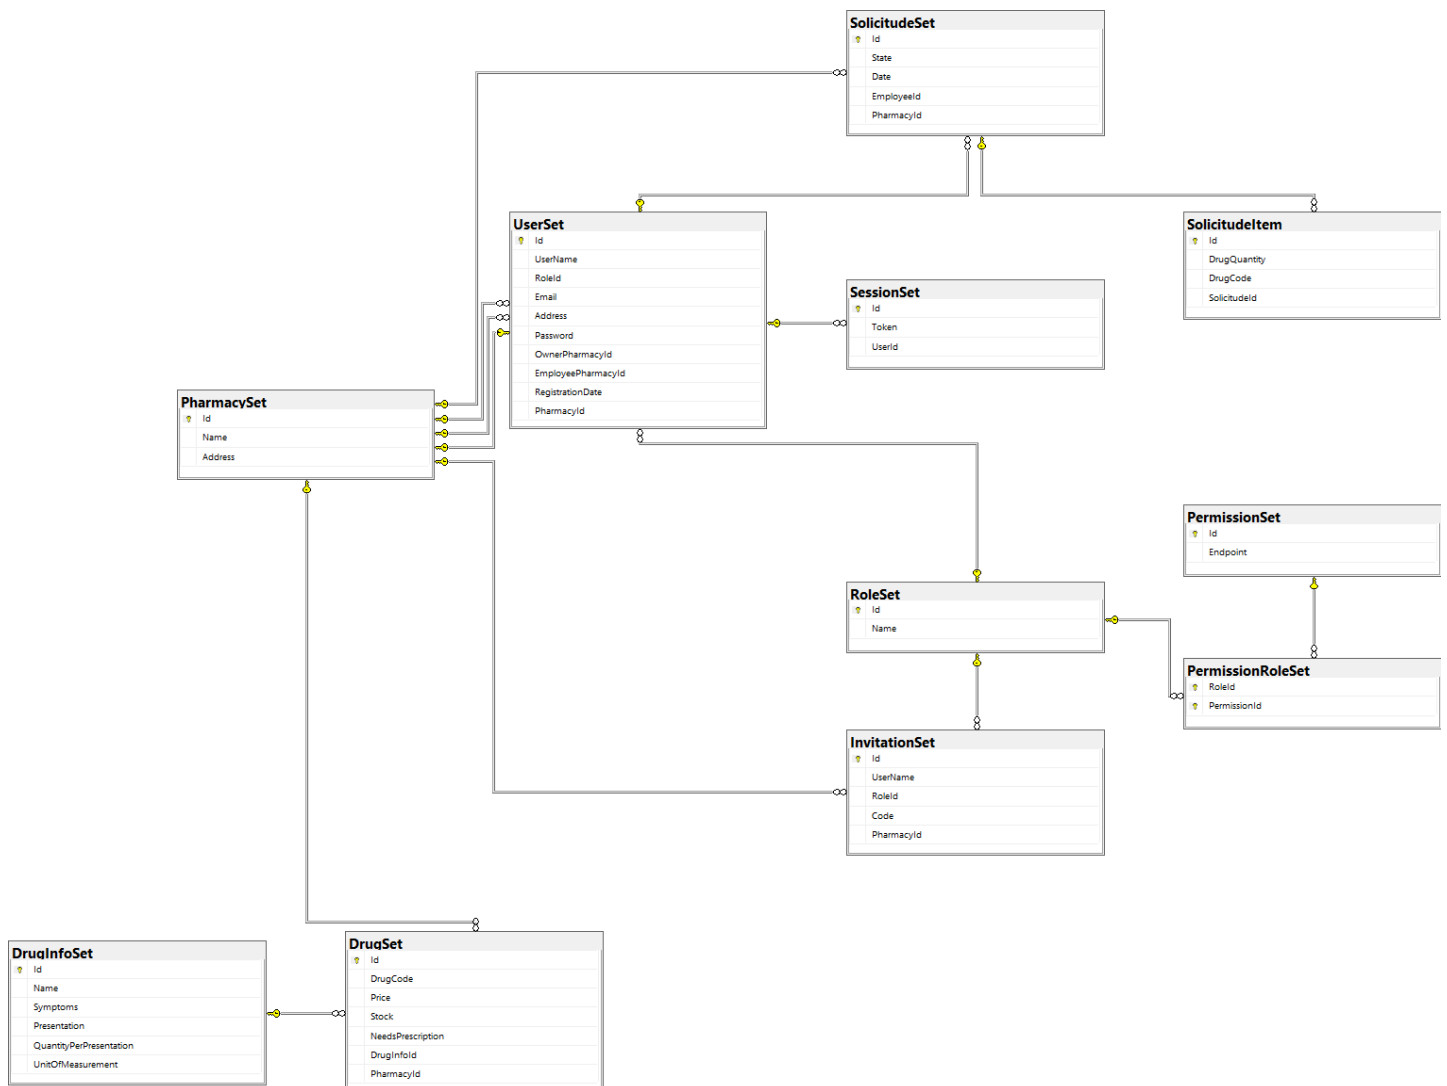 SolicitudeSet
Id
State
Date
EmployeeId
PharmacyId
UserSet
Id
UserName
RoleId
Email
Address
Password
OwnerPharmacyId
EmployeePharmacyId
RegistrationDate
PharmacyId
SolicitudeItem
Id
DrugQuantity
DrugCode
SolicitudeId
SessionSet
Id
Token
UserId
PharmacySet
Id
Name
Address
PermissionSet
Id
Endpoint
RoleSet
Id
Name
PermissionRoleSet
RoleId
PermissionId
InvitationSet
Id
UserName
RoleId
Code
PharmacyId
DrugInfoSet
Id
Name
Symptoms
Presentation
QuantityPerPresentation
UnitOfMeasurement
DrugSet
Id
DrugCode
Price
Stock
NeedsPrescription
DrugInfoId
PharmacyId